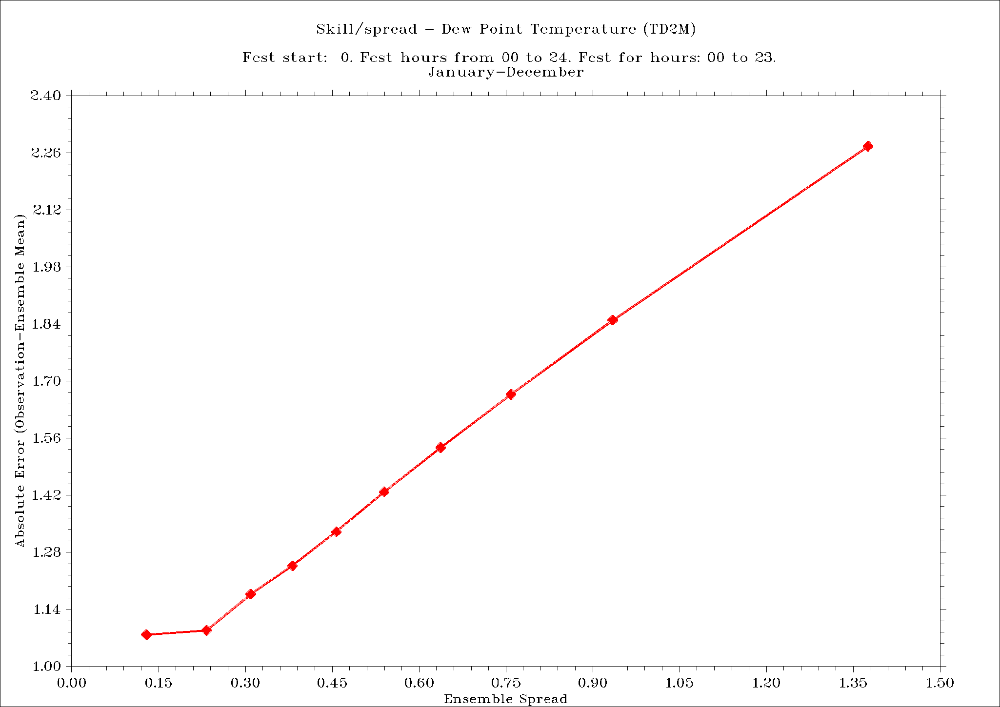 Skill/spread - Dew Point Temperature (TD2M)
Fcst start:  0. Fcst hours from 00 to 24. Fcst for hours: 00 to 23.
January-December
Absolute Error (Observation-Ensemble Mean)
2.40
2.26
2.12
1.98
1.84
1.70
1.56
1.42
1.28
1.14
1.00
0.00 0.15 0.30 0.45 0.60 0.75 0.90 1.05 1.20 1.35 1.50
Ensemble Spread